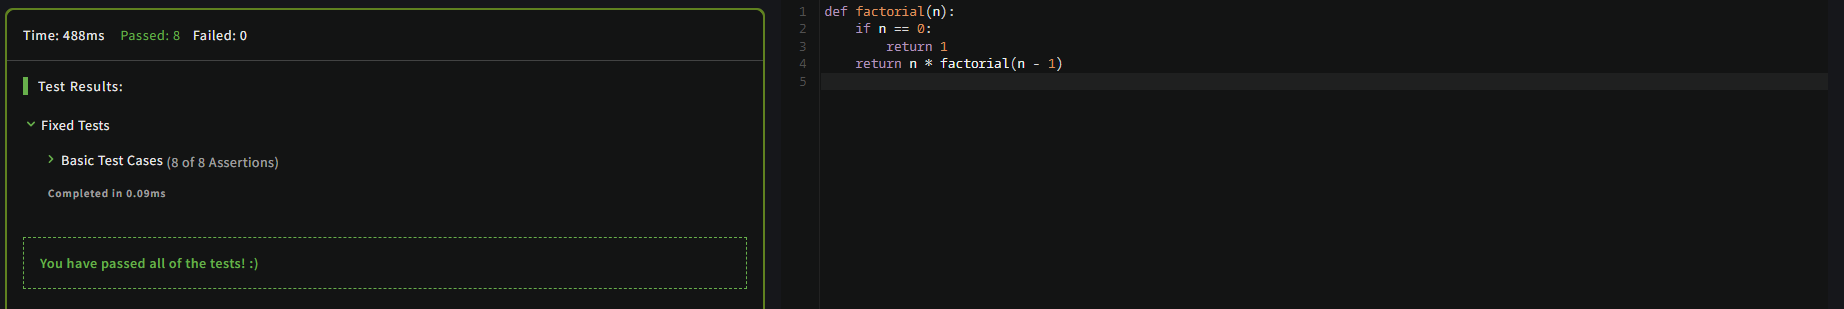 Time: 488ms Passed: 8 Failed: 0
Test Results:
Fixed Tests
Basic Test Cases (8 of 8 Assertions)
Completed in 0.09ms
You have passed all of the tests! :)
1 def factorial(n):
2     if n == 0:
3         return 1
4     return n * factorial(n - 1)
5